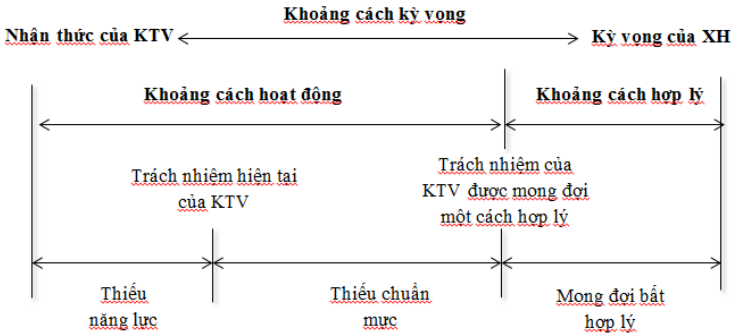 Khoảng cách kỳ vọng
Nhận thức của KTV
Kỳ vọng của XH
Khoảng cách hoạt động
Khoảng cách hợp lý
Trách nhiệm hiện tại
của KTV
Trách nhiệm của
KTV được mong đợi
một cách hợp lý
Thiếu
năng lực
Thiếu chuẩn
mực
Mong đợi bất
hợp lý